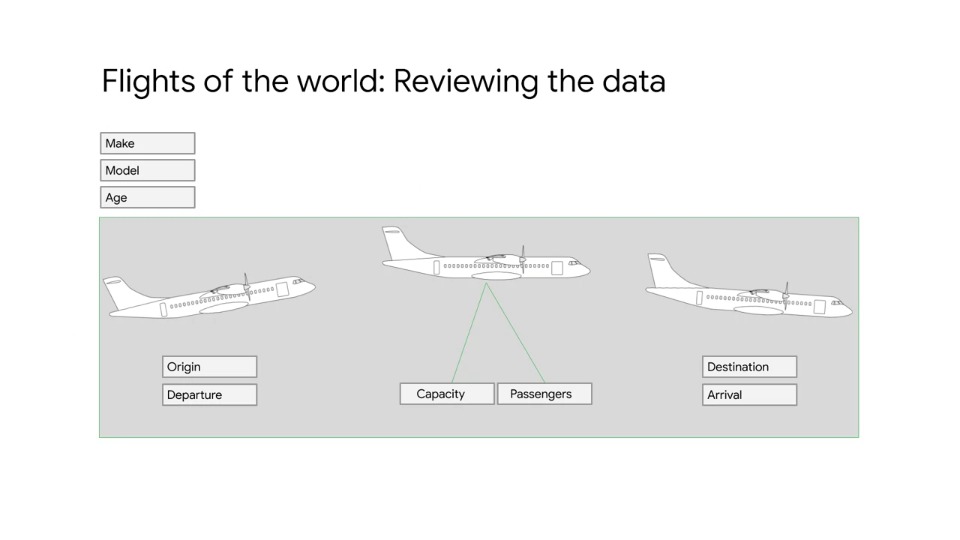 Flights of the world: Reviewing the data
Make
Model
Age
Origin
Departure
Capacity
Passengers
Destination
Arrival